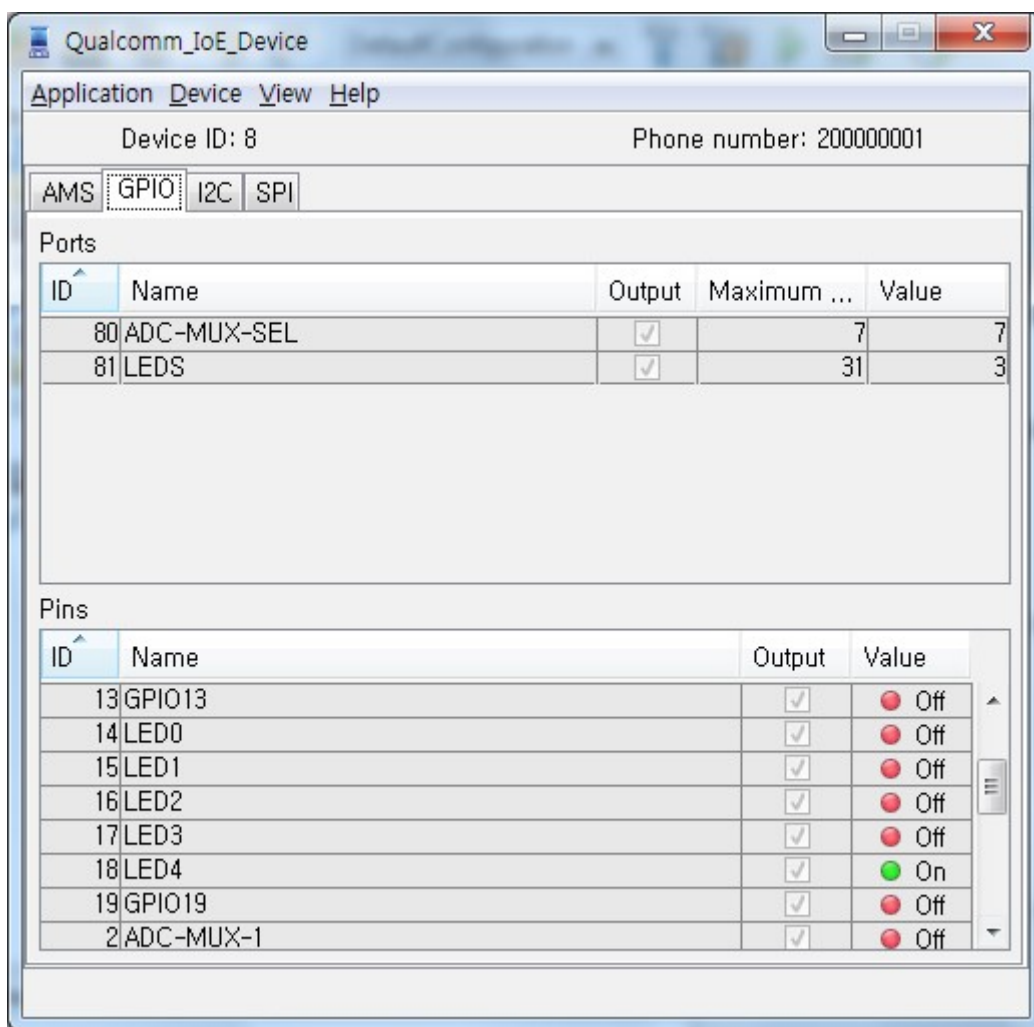 Qualcomm_IoE_Device
Application Device View Help
Device ID: 8 Phone number: 200000001
AMS GPIO I2C SPI
Ports
ID Name Output Maximum ... Value
80 ADC-MUX-SEL 7 7
81 LEDS 31 3
Pins
ID Name Output Value
13 GPIO13 Off
14 LED0 Off
15 LED1 Off
16 LED2 Off
17 LED3 Off
18 LED4 On
19 GPIO19 Off
2 ADC-MUX-1 Off